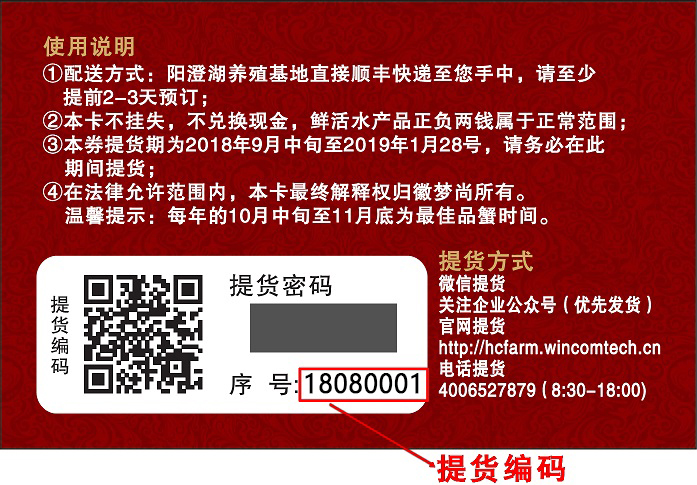 使用说明
①配送方式：阳澄湖养殖基地直接顺丰快递至您手中，请至少
提前2-3天预订；
②本卡不挂失，不兑换现金，鲜活水产品正负两钱属于正常范围；
③本券提货期为2018年9月中旬至2019年1月28号，请务必在此
期间提货；
④在法律允许范围内，本卡最终解释权归徽梦尚所有。
温馨提示：每年的10月中旬至11月底为最佳品蟹时间。
提货编码
提货密码
序 号:18080001
提货方式
微信提货
关注企业公众号（优先发货）
官网提货
http://hcfarm.wincomtech.cn
电话提货
4006527879（8:30-18:00)
提货编码